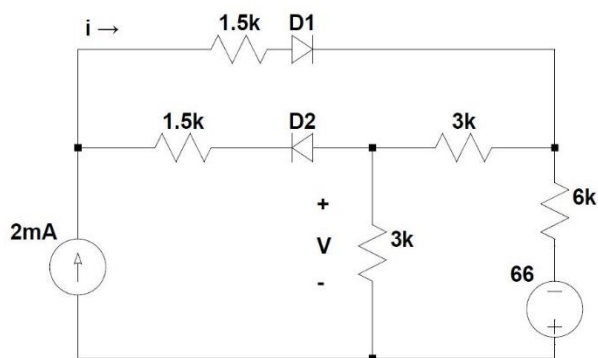 i → 1.5k D1
1.5k D2 3k
2mA + V - 3k 6k
66 - +